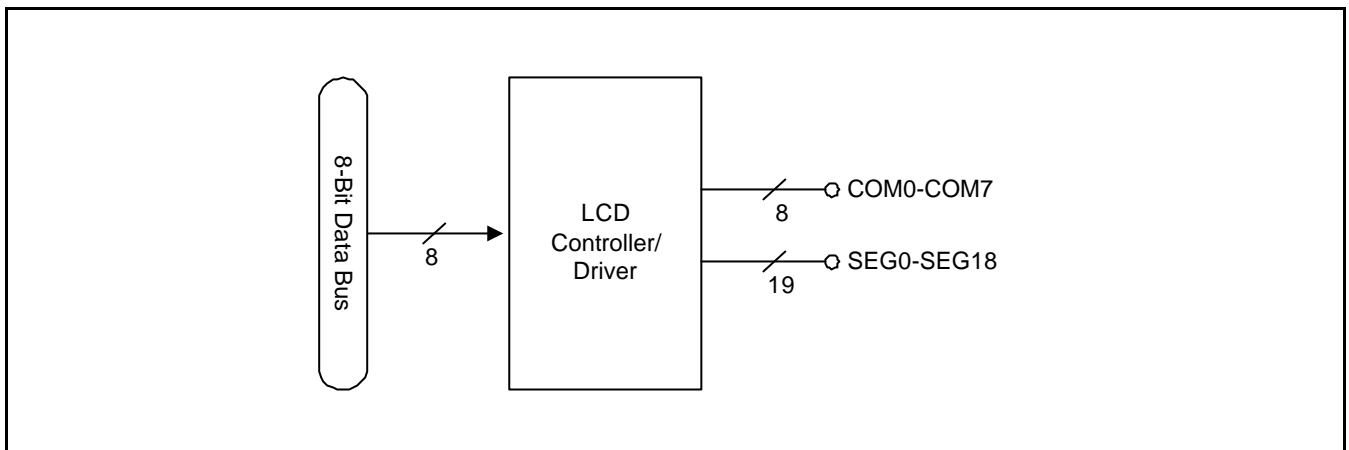 8-Bit Data Bus
8
LCD
Controller/
Driver
COM0-COM7
8
SEG0-SEG18
19